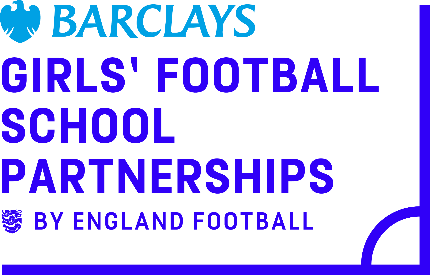 BARCLAYS
GIRLS' FOOTBALL
SCHOOL
PARTNERSHIPS
BY ENGLAND FOOTBALL